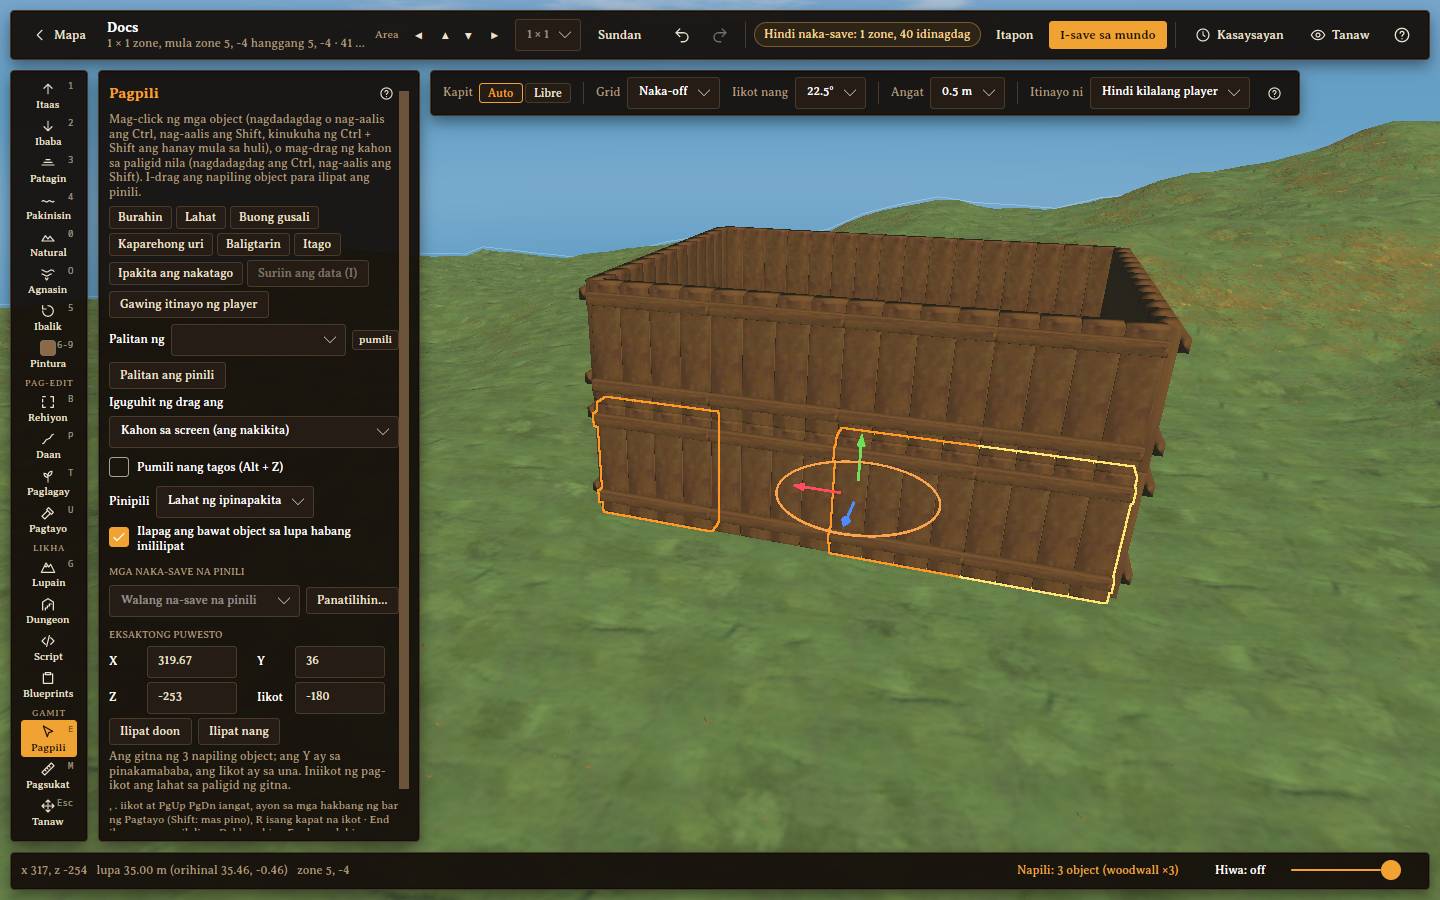 Mapa
Docs
1 × 1 zone, mula zone 5, -4 hanggang 5, -4 · 41 ...
Area
1 × 1
Sundan
Hindi naka-save: 1 zone, 40 idinagdag
Itapon
I-save sa mundo
Kasaysayan
Tanaw
Kapit
Auto
Libre
Grid
Naka-off
Iikot nang
22.5°
Angat
0.5 m
Itinayo ni
Hindi kilalang player
1
Itaas
2
Ibaba
3
Patagin
4
Pakinisin
0
Natural
O
Agnasin
5
Ibalik
6-9
Pintura
PAG-EDIT
B
Rehiyon
P
Daan
T
Paglagay
U
Pagtayo
LIKHA
G
Lupain
Dungeon
Script
Blueprints
GAMIT
E
Pagpili
M
Pagsukat
Esc
Tanaw
Pagpili
Mag-click ng mga object (nagdadagdag o nag-aalis
ang Ctrl, nag-aalis ang Shift, kinukuha ng Ctrl +
Shift ang hanay mula sa huli), o mag-drag ng kahon
sa paligid nila (nagdadagdag ang Ctrl, nag-aalis ang
Shift). I-drag ang napiling object para ilipat ang
pinili.
Burahin
Lahat
Buong gusali
Kaparehong uri
Baligtarin
Itago
Ipakita ang nakatago
Suriin ang data (I)
Gawing itinayo ng player
Palitan ng
pumili
Palitan ang pinili
Iguguhit ng drag ang
Kahon sa screen (ang nakikita)
Pumili nang tagos (Alt + Z)
Pinipili
Lahat ng ipinapakita
Ilapag ang bawat object sa lupa habang
inililipat
MGA NAKA-SAVE NA PINILI
Walang na-save na pinili
Panatilihin...
EKSAKTONG PUWESTO
X
319.67
Y
36
Z
-253
Iikot
-180
Ilipat doon
Ilipat nang
Ang gitna ng 3 napiling object; ang Y ay sa
pinakamababa, ang Iikot ay sa una. Iniikot ng pag-
ikot ang lahat sa paligid ng gitna.
, . iikot at PgUp PgDn iangat, ayon sa mga hakbang ng bar
ng Pagtayo (Shift: mas pino), R isang kapat na ikot · End
x 317, z -254 lupa 35.00 m (orihinal 35.46, -0.46) zone 5, -4
Napili: 3 object (woodwall ×3)
Hiwa: off